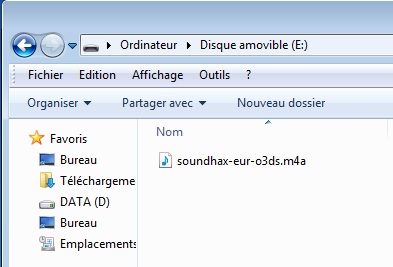 Ordinateur Disque amovible (E:)
Fichier Edition Affichage Outils ?
Organiser Partager avec Nouveau dossier
Favoris
Bureau
Téléchargeme
DATA (D)
Bureau
Emplacements
Nom
soundhax-eur-o3ds.m4a